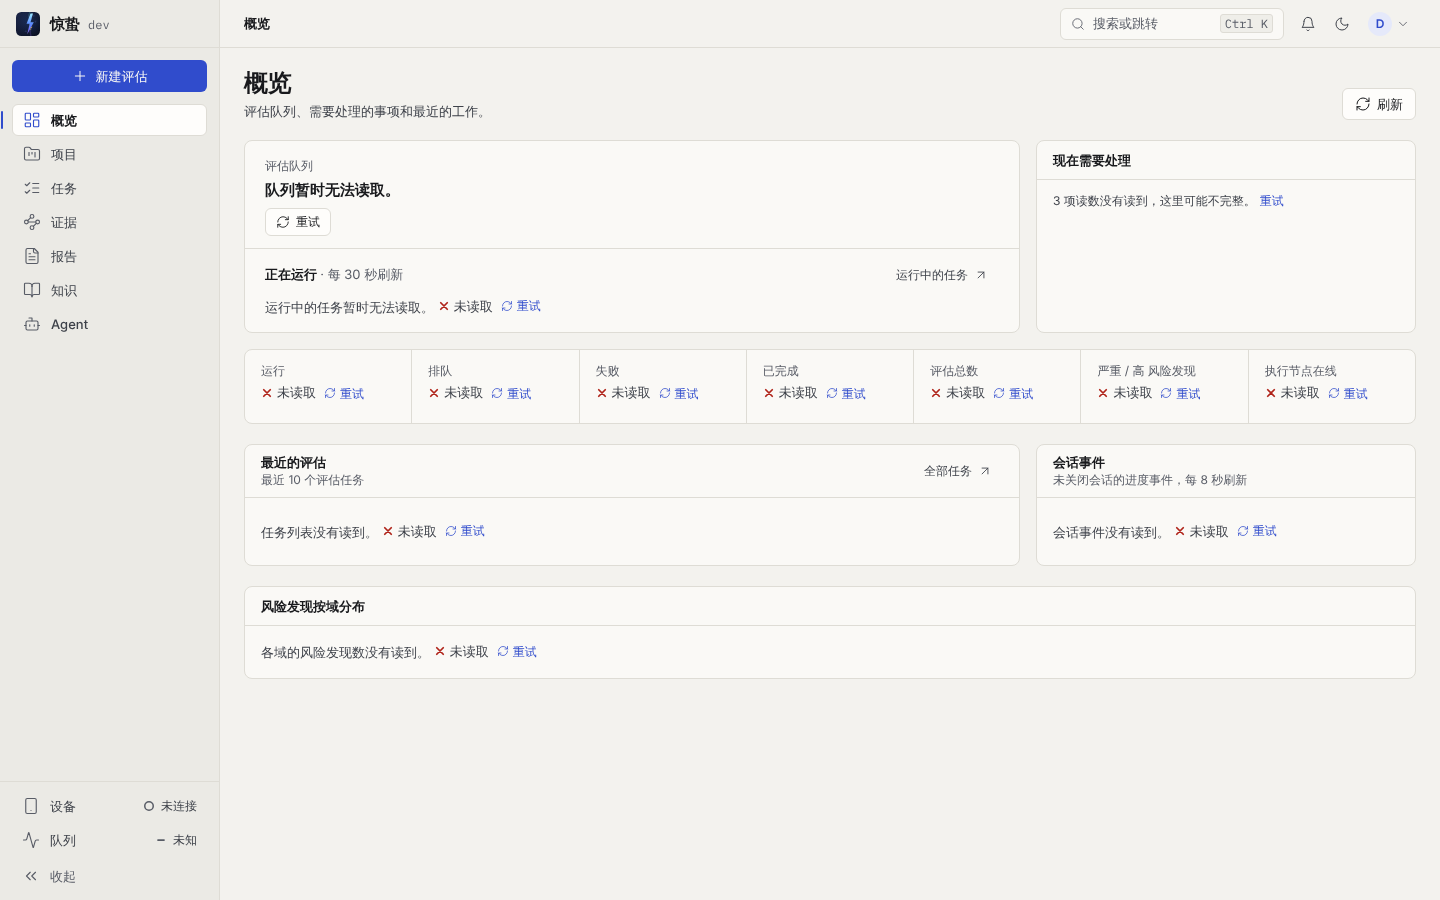 惊蛰 dev
概览
搜索或跳转
Ctrl K
D
新建评估
概览
项目
任务
证据
报告
知识
Agent
设备
未连接
队列
未知
收起
概览
评估队列、需要处理的事项和最近的工作。
刷新
评估队列
队列暂时无法读取。
重试
正在运行 · 每 30 秒刷新
运行中的任务
运行中的任务暂时无法读取。 未读取 重试
现在需要处理
3 项读数没有读到，这里可能不完整。 重试
运行
未读取 重试
排队
未读取 重试
失败
未读取 重试
已完成
未读取 重试
评估总数
未读取 重试
严重 / 高 风险发现
未读取 重试
执行节点在线
未读取 重试
最近的评估
最近 10 个评估任务
全部任务
任务列表没有读到。 未读取 重试
会话事件
未关闭会话的进度事件，每 8 秒刷新
会话事件没有读到。 未读取 重试
风险发现按域分布
各域的风险发现数没有读到。 未读取 重试